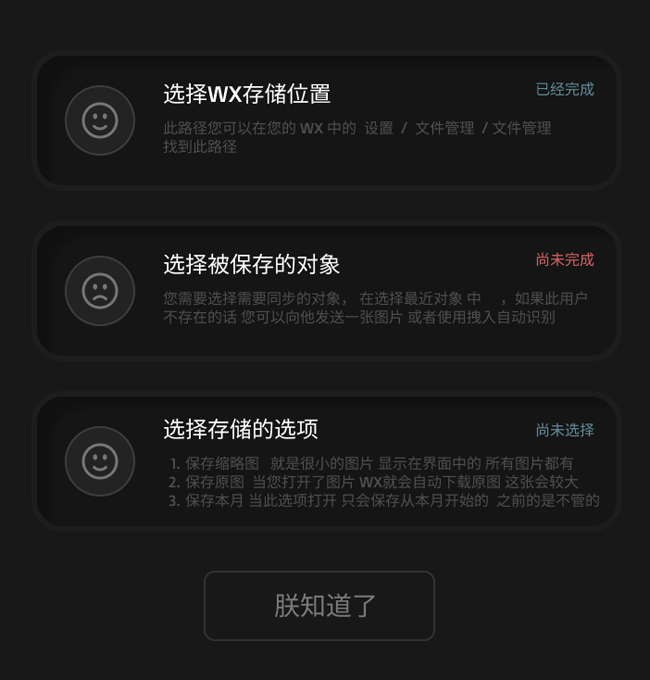 选择WX存储位置
已经完成
此路径您可以在您的 WX 中的 设置 / 文件管理 / 文件管理
找到此路径
选择被保存的对象
尚未完成
您需要选择需要同步的对象， 在选择最近对象 中 ，如果此用户
不存在的话 您可以向他发送一张图片 或者使用拽入自动识别
选择存储的选项
尚未选择
1. 保存缩略图 就是很小的图片 显示在界面中的 所有图片都有
2. 保存原图 当您打开了图片 WX就会自动下载原图 这张会较大
3. 保存本月 当此选项打开 只会保存从本月开始的 之前的是不管的
朕知道了